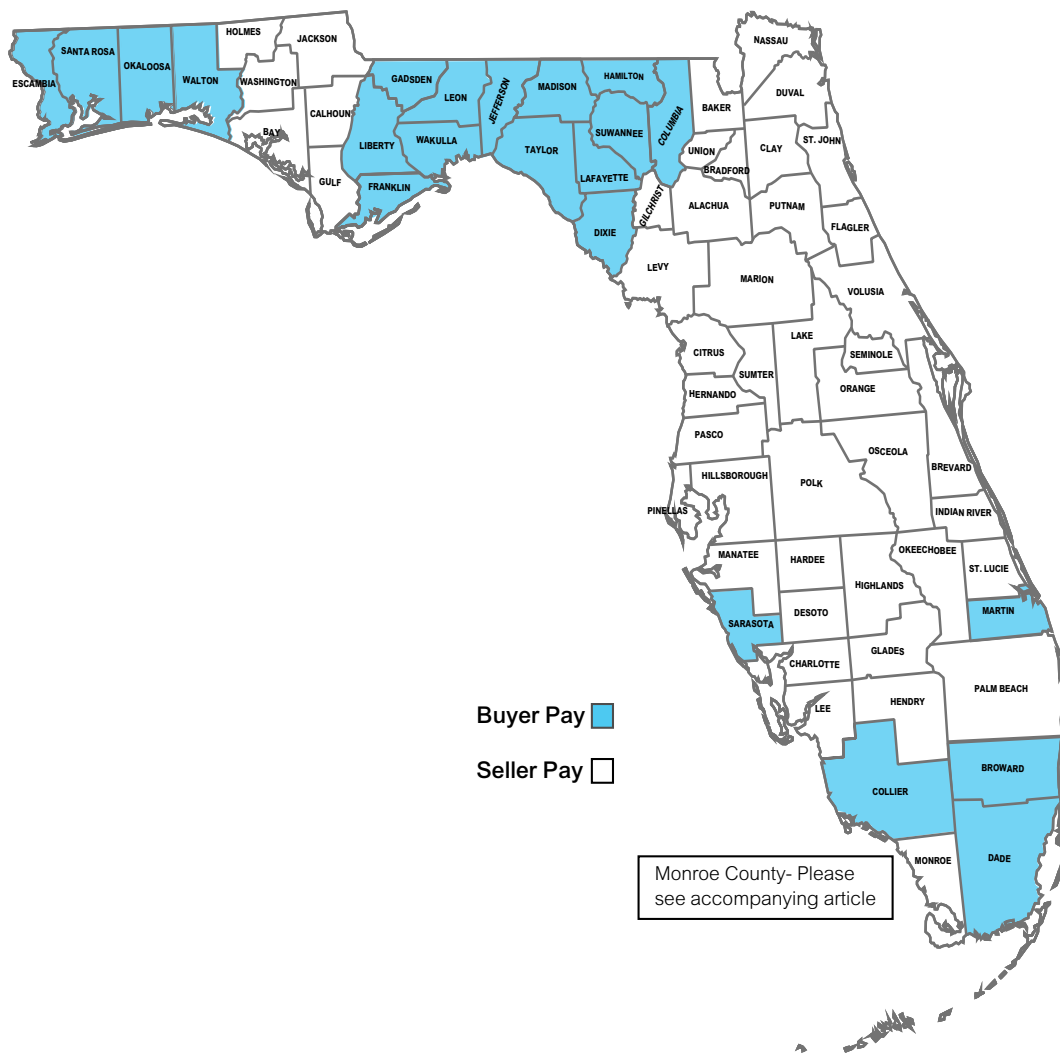 HOLMES
JACKSON
NASSAU
SANTA ROSA
OKALOOSA
ESCAMBIA
WALTON
WASHINGTON
GADSDEN
HAMILTON
DUVAL
LEON
JEFFERSON
MADISON
COLUMBIA
BAKER
CALHOUN
BAY
LIBERTY
WAKULLA
SUWANNEE
ST. JOHN
TAYLOR
UNION
CLAY
BRADFORD
GULF
FRANKLIN
LAFAYETTE
GILCHRIST
ALACHUA
PUTNAM
DIXIE
FLAGLER
LEVY
MARION
VOLUSIA
LAKE
CITRUS
SEMINOLE
SUMTER
ORANGE
HERNANDO
PASCO
OSCEOLA
BREVARD
HILLSBOROUGH
POLK
PINELLAS
INDIAN RIVER
MANATEE
HARDEE
OKEECHOBEE
ST. LUCIE
HIGHLANDS
SARASOTA
DESOTO
MARTIN
CHARLOTTE
GLADES
PALM BEACH
LEE
HENDRY
Buyer Pay
Seller Pay
BROWARD
COLLIER
MONROE
DADE
Monroe County- Please
see accompanying article